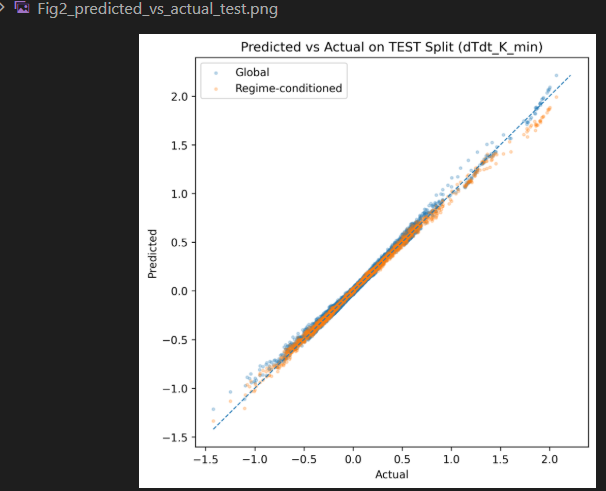 Fig2_predicted_vs_actual_test.png
Predicted vs Actual on TEST Split (dTdt_K_min)
Global
Regime-conditioned
2.0
1.5
1.0
0.5
0.0
−0.5
−1.0
−1.5
Predicted
−1.5 −1.0 −0.5 0.0 0.5 1.0 1.5 2.0
Actual